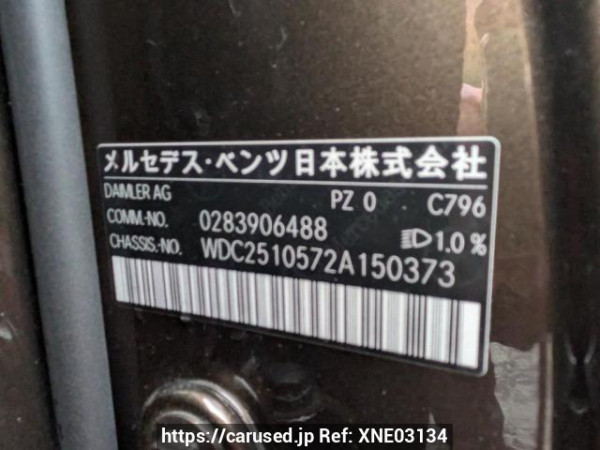 メルセデス・ベンツ日本株式会社
DAIMLER AG PZ 0 C796
COMM.-NO. 0283906488
CHASSIS.-NO. WDC2510572A150373 1.0 %
https://carused.jp Ref: XNE03134